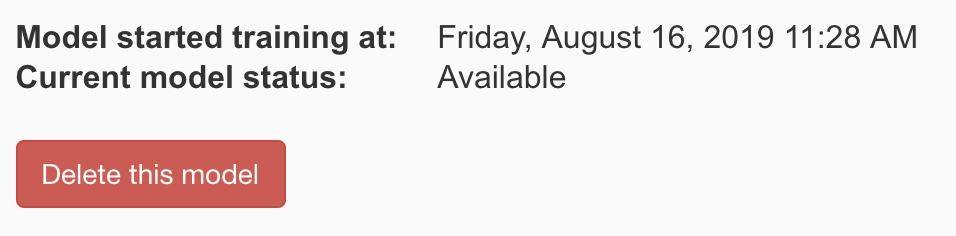 Model started training at: Friday, August 16, 2019 11:28 AM
Current model status: Available
Delete this model